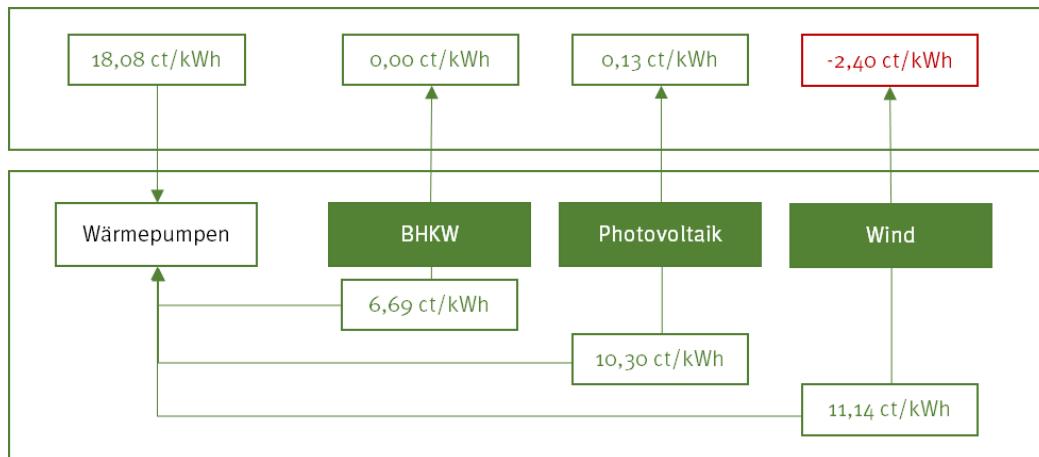 18,08 ct/kWh
0,00 ct/kWh
0,13 ct/kWh
-2,40 ct/kWh
Wärmepumpen
BHKW
Photovoltaik
Wind
6,69 ct/kWh
10,30 ct/kWh
11,14 ct/kWh